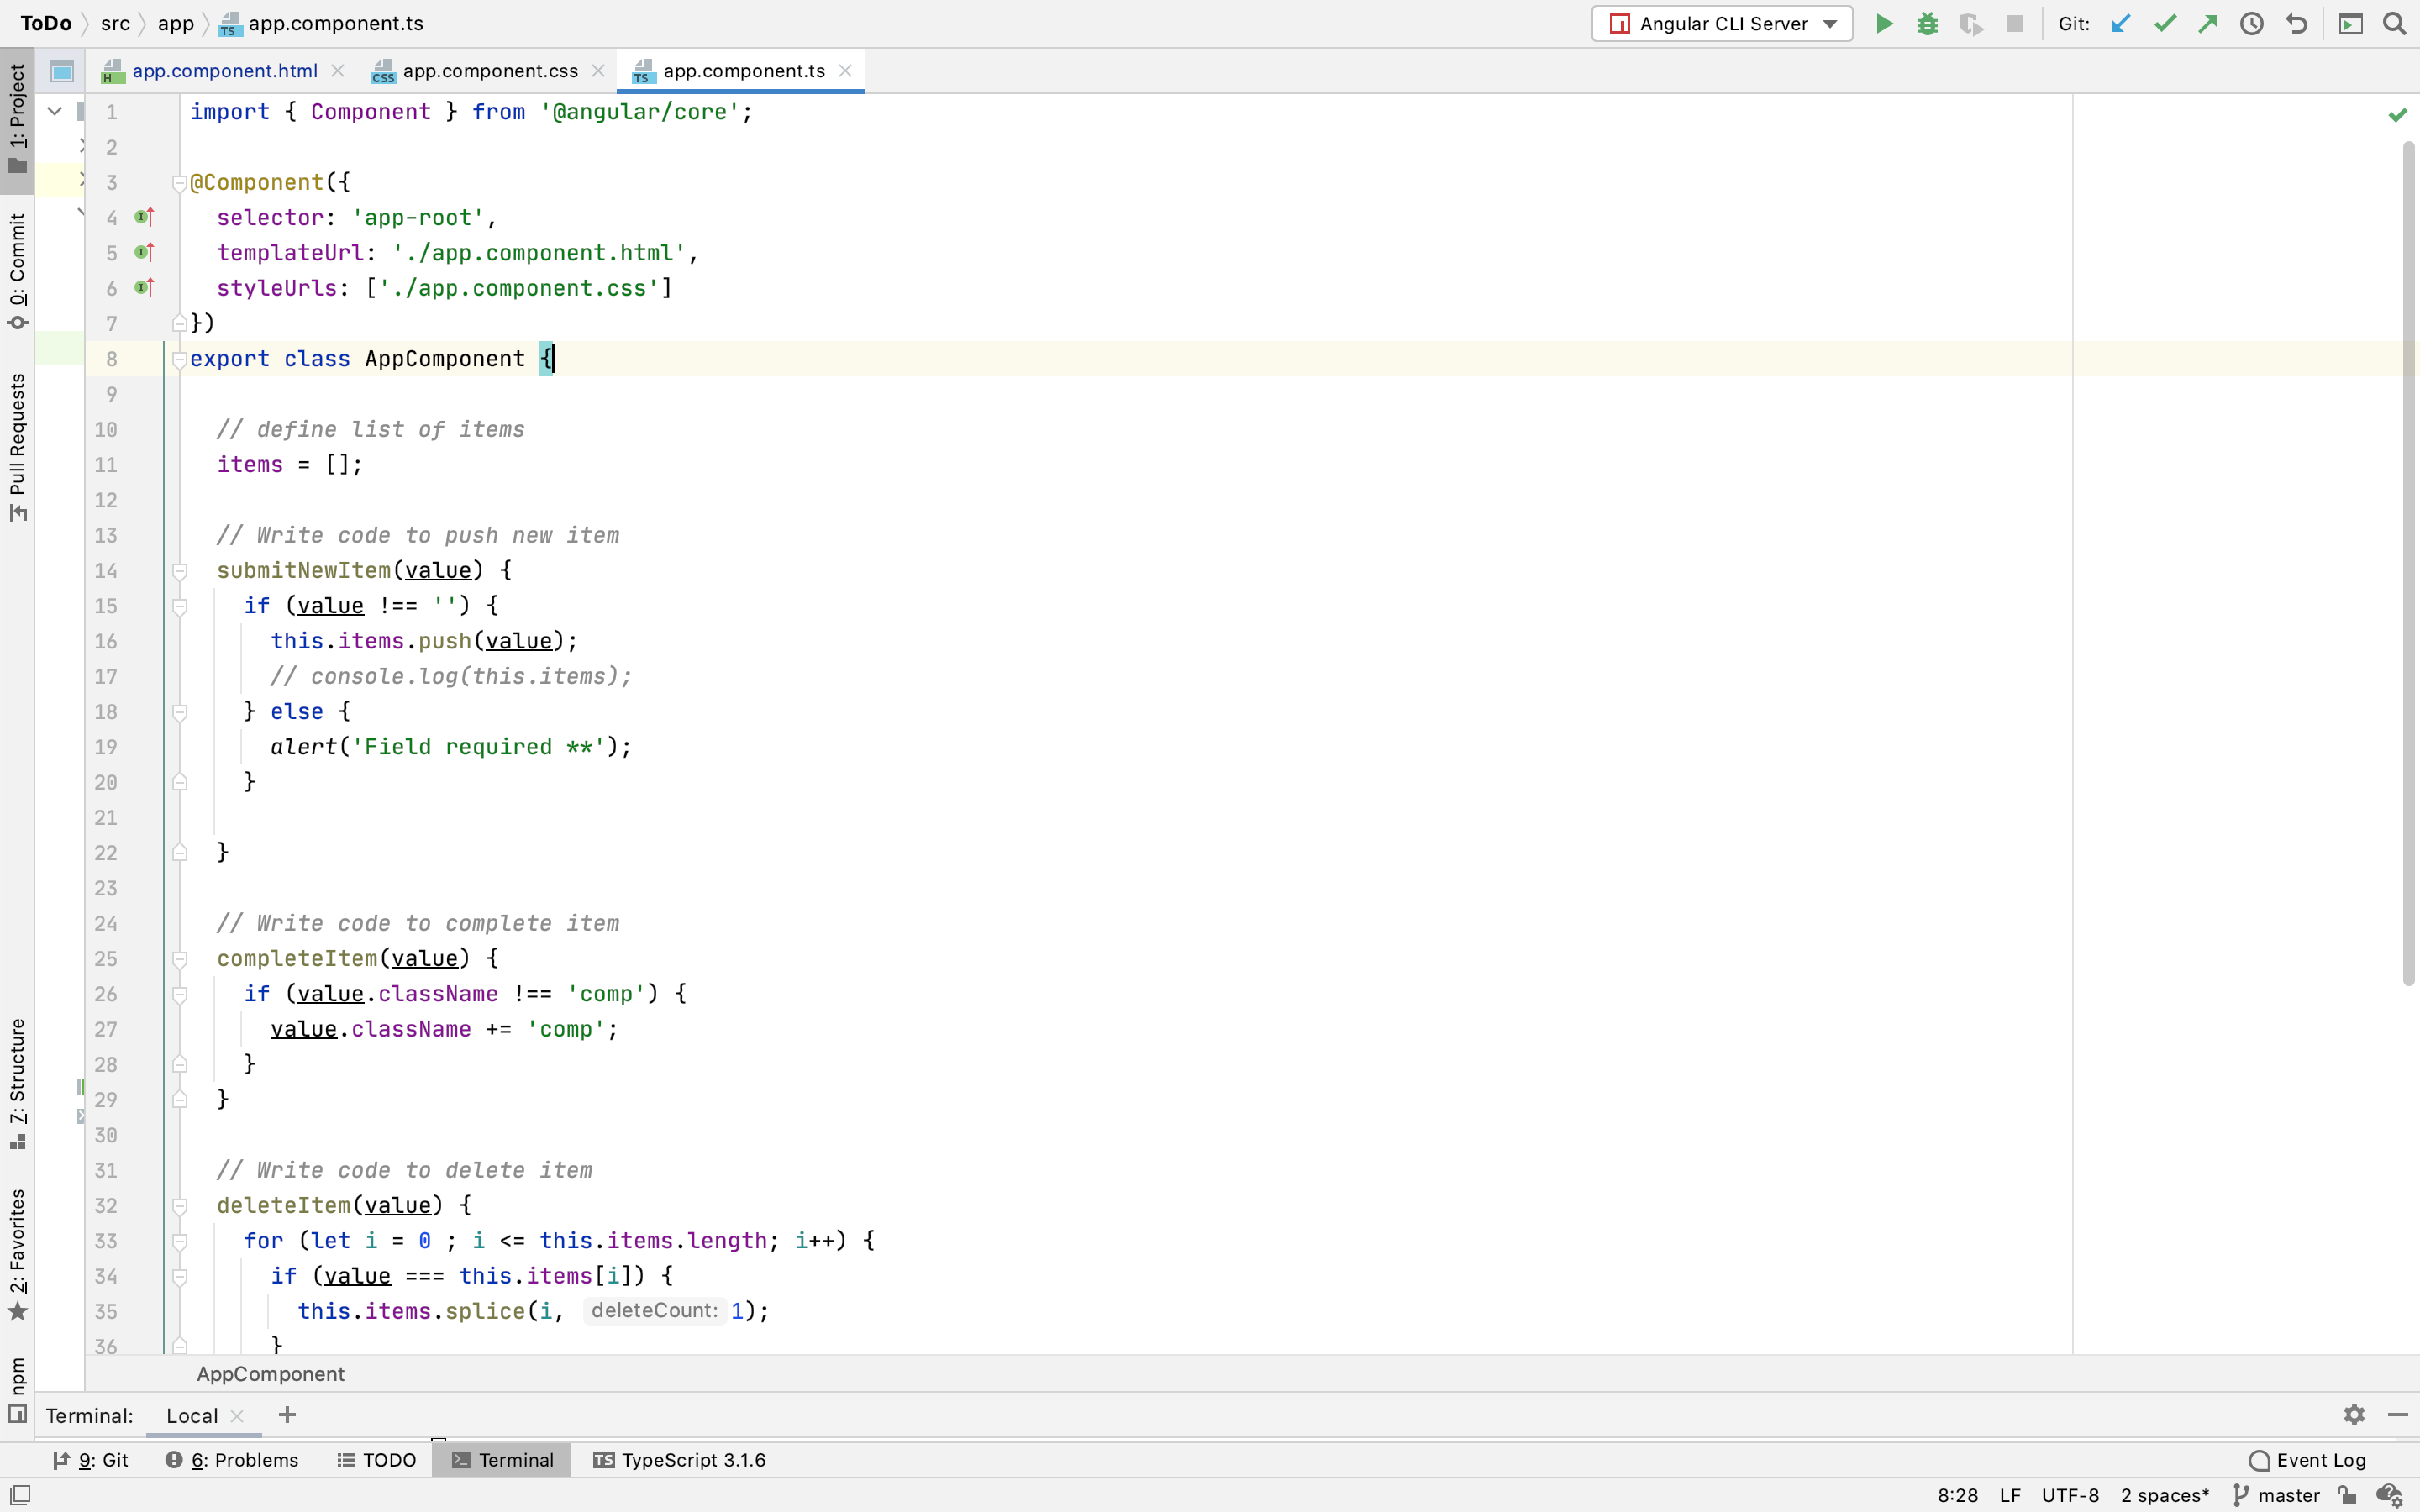 ToDo src app app.component.ts Angular CLI Server Git:
app.component.html app.component.css app.component.ts
1: Project
0: Commit
Pull Requests
7: Structure
2: Favorites
npm
1 import { Component } from '@angular/core';
2
3 @Component({
4 selector: 'app-root',
5 templateUrl: './app.component.html',
6 styleUrls: ['./app.component.css']
7 })
8 export class AppComponent {
9
10 // define list of items
11 items = [];
12
13 // Write code to push new item
14 submitNewItem(value) {
15 if (value !== '') {
16 this.items.push(value);
17 // console.log(this.items);
18 } else {
19 alert('Field required **');
20 }
21
22 }
23
24 // Write code to complete item
25 completeItem(value) {
26 if (value.className !== 'comp') {
27 value.className += 'comp';
28 }
29 }
30
31 // Write code to delete item
32 deleteItem(value) {
33 for (let i = 0 ; i <= this.items.length; i++) {
34 if (value === this.items[i]) {
35 this.items.splice(i, deleteCount: 1);
36 }
AppComponent
Terminal: Local
9: Git 6: Problems TODO Terminal TypeScript 3.1.6 Event Log
8:28 LF UTF-8 2 spaces* master